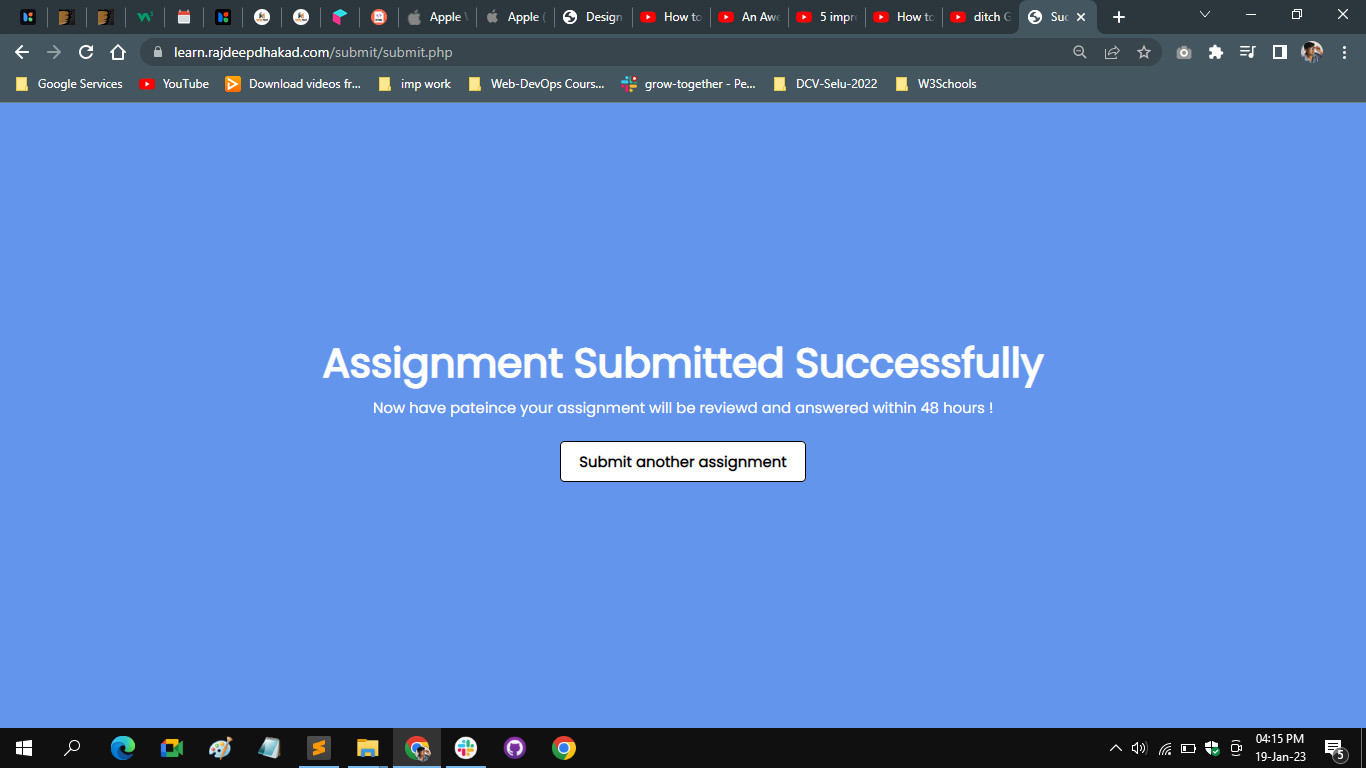 Apple
Apple (
Design
How to
An Awe
5 impr
How to
ditch G
Suc
learn.rajdeepdhakad.com/submit/submit.php
Google Services
YouTube
Download videos fr...
imp work
Web-DevOps Cours...
grow-together - Pe...
DCV-Selu-2022
W3Schools
Assignment Submitted Successfully
Now have pateince your assignment will be reviewd and answered within 48 hours !
Submit another assignment
04:15 PM
19-Jan-23
5